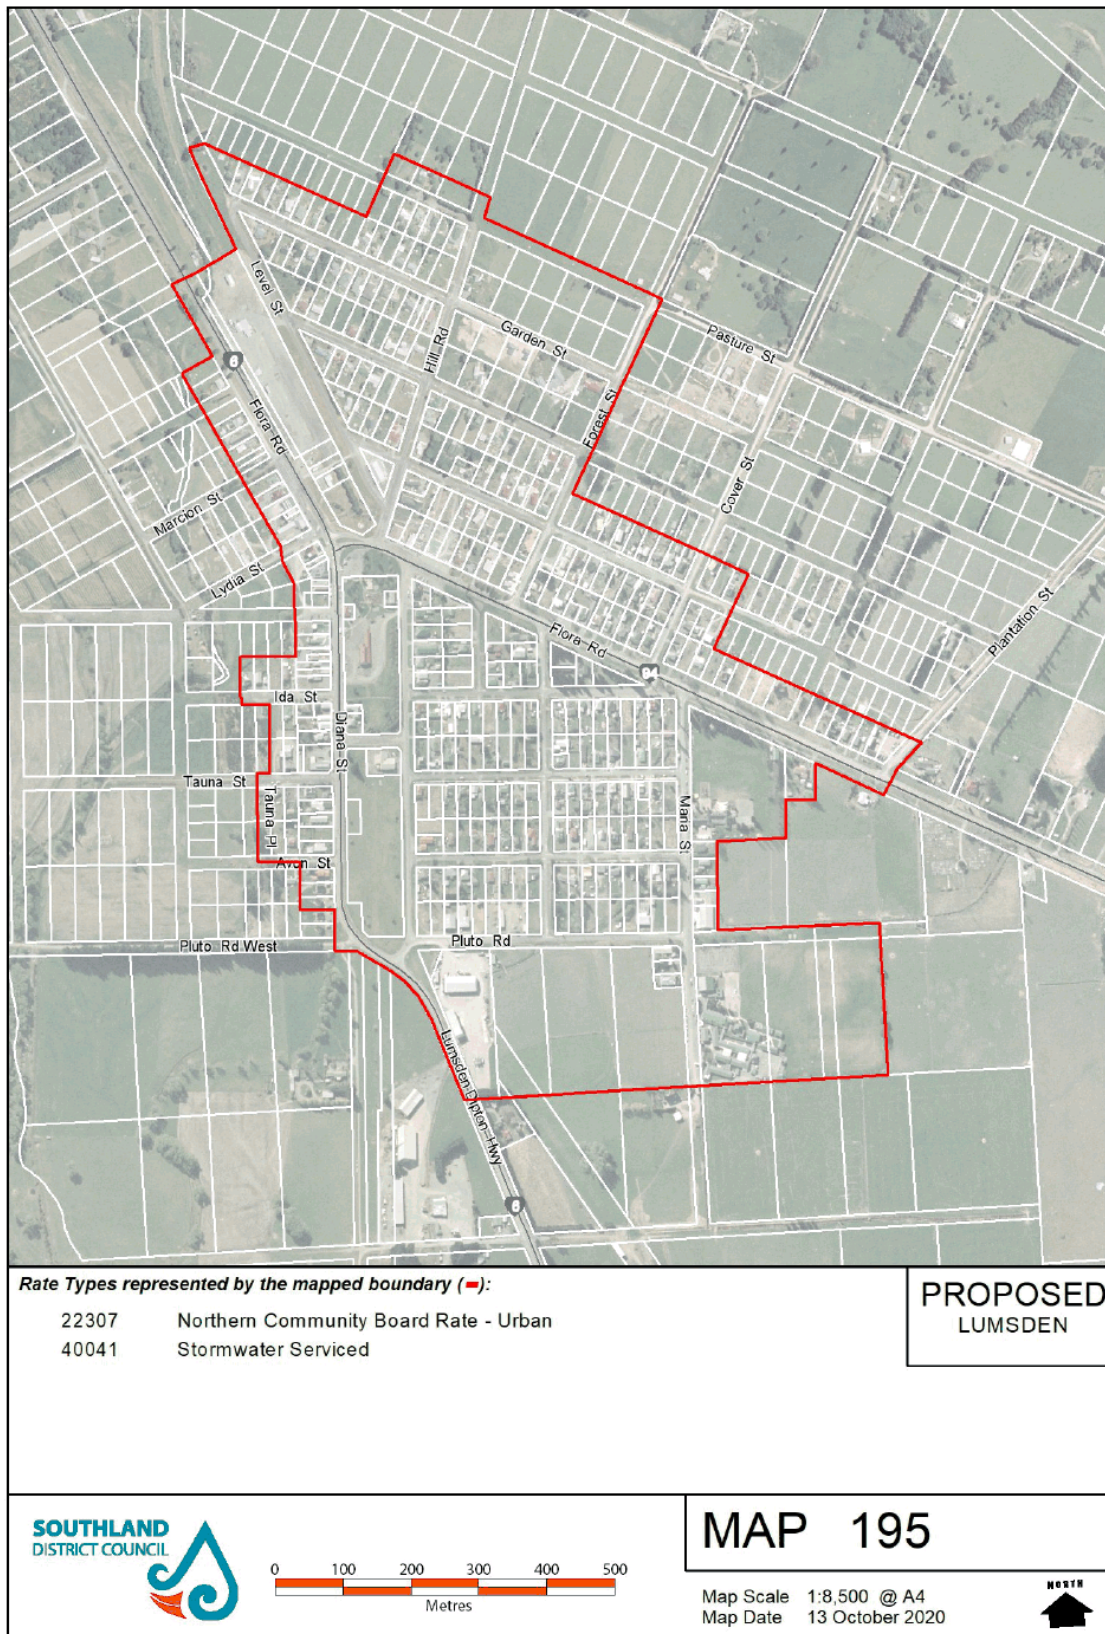 Level St
Garden St
Pasture St
Hill Rd
6
Flora Rd
Forest St
Cover St
Marcion St
Lydia St
Plantation St
Flora Rd
94
Ida St
Diana St
Tauna St
Tauna Pl
Maria St
Avon St
Pluto Rd West
Pluto Rd
Lumsden-Dipton Hwy
6
Rate Types represented by the mapped boundary ( ):
22307 Northern Community Board Rate - Urban
40041 Stormwater Serviced
PROPOSED
LUMSDEN
SOUTHLAND
DISTRICT COUNCIL
0 100 200 300 400 500
Metres
MAP 195
Map Scale 1:8,500 @ A4
Map Date 13 October 2020
NORTH